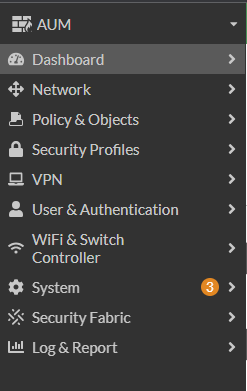 AUM
Dashboard
Network
Policy & Objects
Security Profiles
VPN
User & Authentication
WiFi & Switch
Controller
System 3
Security Fabric
Log & Report